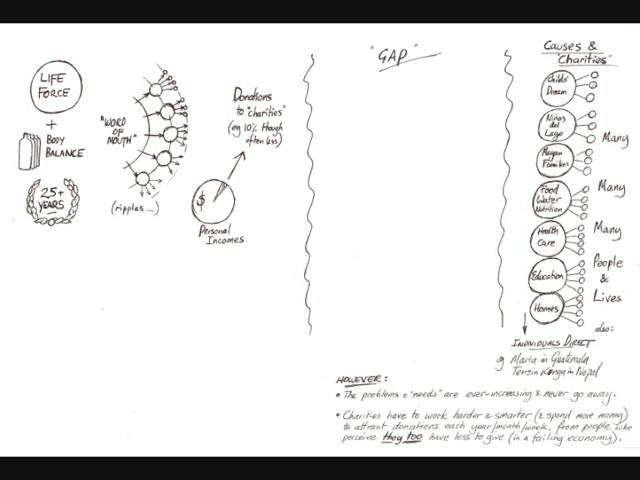 LIFE
FORCE
+
BODY
BALANCE
25+
YEARS
"WORD
OF
MOUTH"
(ripples...)
Donations
to "charities"
(eg 10% though
often less)
$
Personal
Incomes
"GAP"
Causes &
"Charities"
Childs'
Dream
Niños
del
Lago
Families
Food
Water
Nutrition
Health
Care
Education
Homes
Many
Many
Many
People
&
Lives
also:
INDIVIDUALS DIRECT
eg Maria in Guatemala
Tenzin in Nepal
HOWEVER:
• The problems & "needs" are ever-increasing & never go away.
• Charities have to work harder & smarter (& spend more money)
to attract donations each year/month/week, from people who
perceive they too have less to give (in a failing economy).